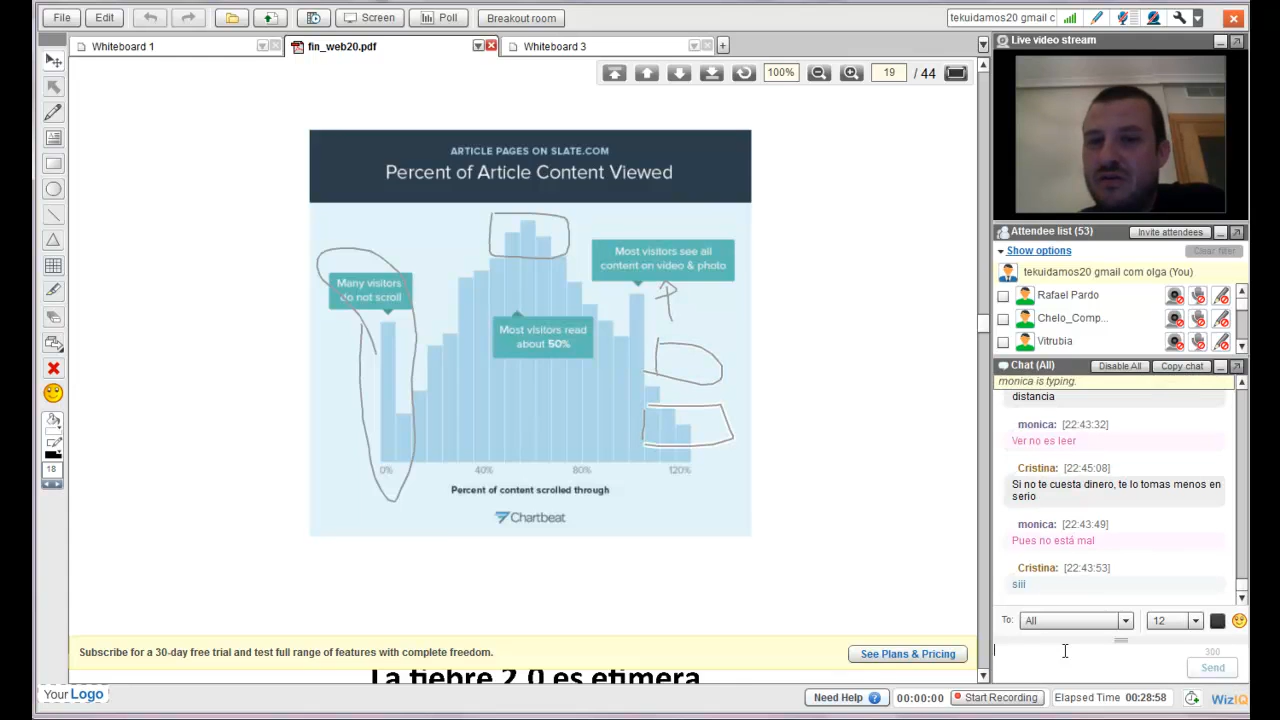 File
Edit
Screen
Poll
Breakout room
tekuidamos20 gmail c
Whiteboard 1
fin_web20.pdf
Whiteboard 3
100%
19 / 44
ARTICLE PAGES ON SLATE.COM
Percent of Article Content Viewed
Many visitors
do not scroll
Most visitors read
about 50%
Most visitors see all
content on video & photo
0%
40%
80%
120%
Percent of content scrolled through
Chartbeat
18
Subscribe for a 30-day free trial and test full range of features with complete freedom.
See Plans & Pricing
La fiebre 2.0 es efímera
Your Logo
Live video stream
Attendee list (53)
Invite attendees
Show options
Clear filter
tekuidamos20 gmail com olga (You)
Rafael Pardo
Chelo_Comp...
Vitrubia
Chat (All)
Disable All
Copy chat
monica is typing.
distancia
monica: [22:43:32]
Ver no es leer
Cristina: [22:45:08]
Si no te cuesta dinero, te lo tomas menos en
serio
monica: [22:43:49]
Pues no está mal
Cristina: [22:43:53]
siii
To: All
12
300
Send
Need Help ?
00:00:00
Start Recording
Elapsed Time 00:28:58
WizIQ